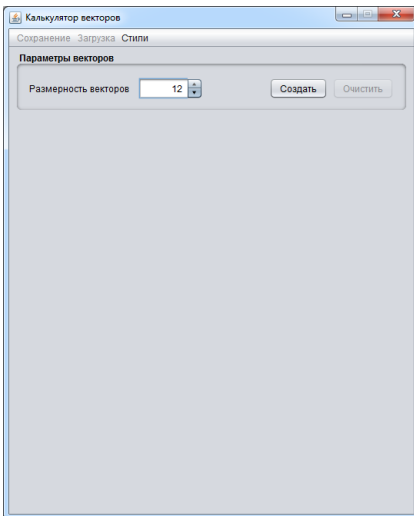 Калькулятор векторов
Сохранение Загрузка Стили
Параметры векторов
Размерность векторов 12 Создать Очистить